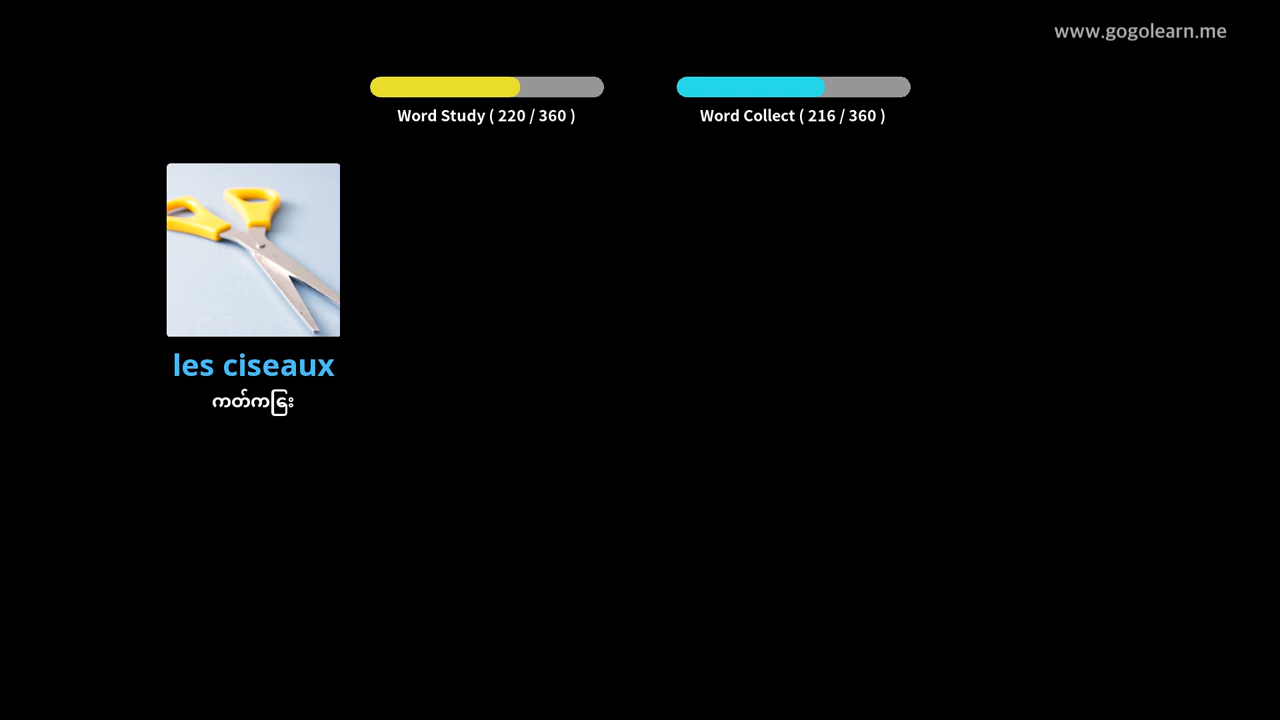 www.gogolearn.me
Word Study ( 220 / 360 )
Word Collect ( 216 / 360 )
les ciseaux
ကတ်ကြေး